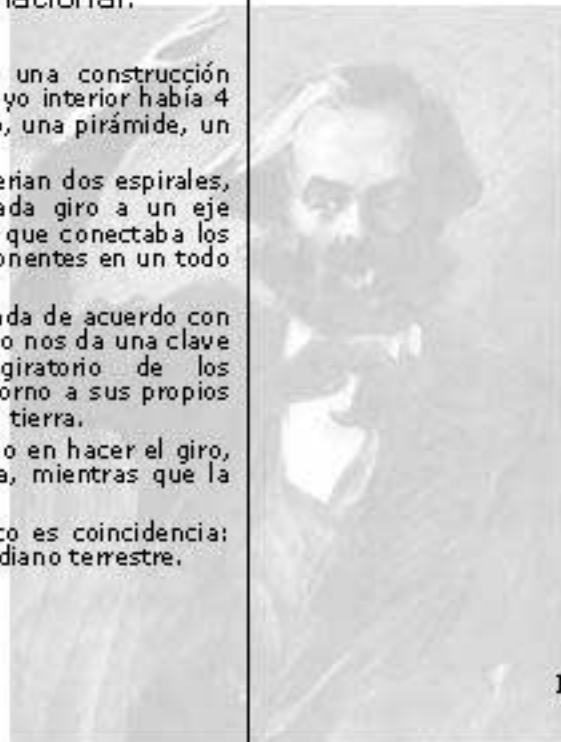 nacional.
una construcción
yo interior había 4
, una pirámide, un
erian dos espirales,
ada giro a un eje
que conectaba los
onentes en un todo
ada de acuerdo con
o nos da una clave
giratorio de los
orno a sus propios
tierra.
o en hacer el giro,
a, mientras que la
co es coincidencia:
diano terrestre.